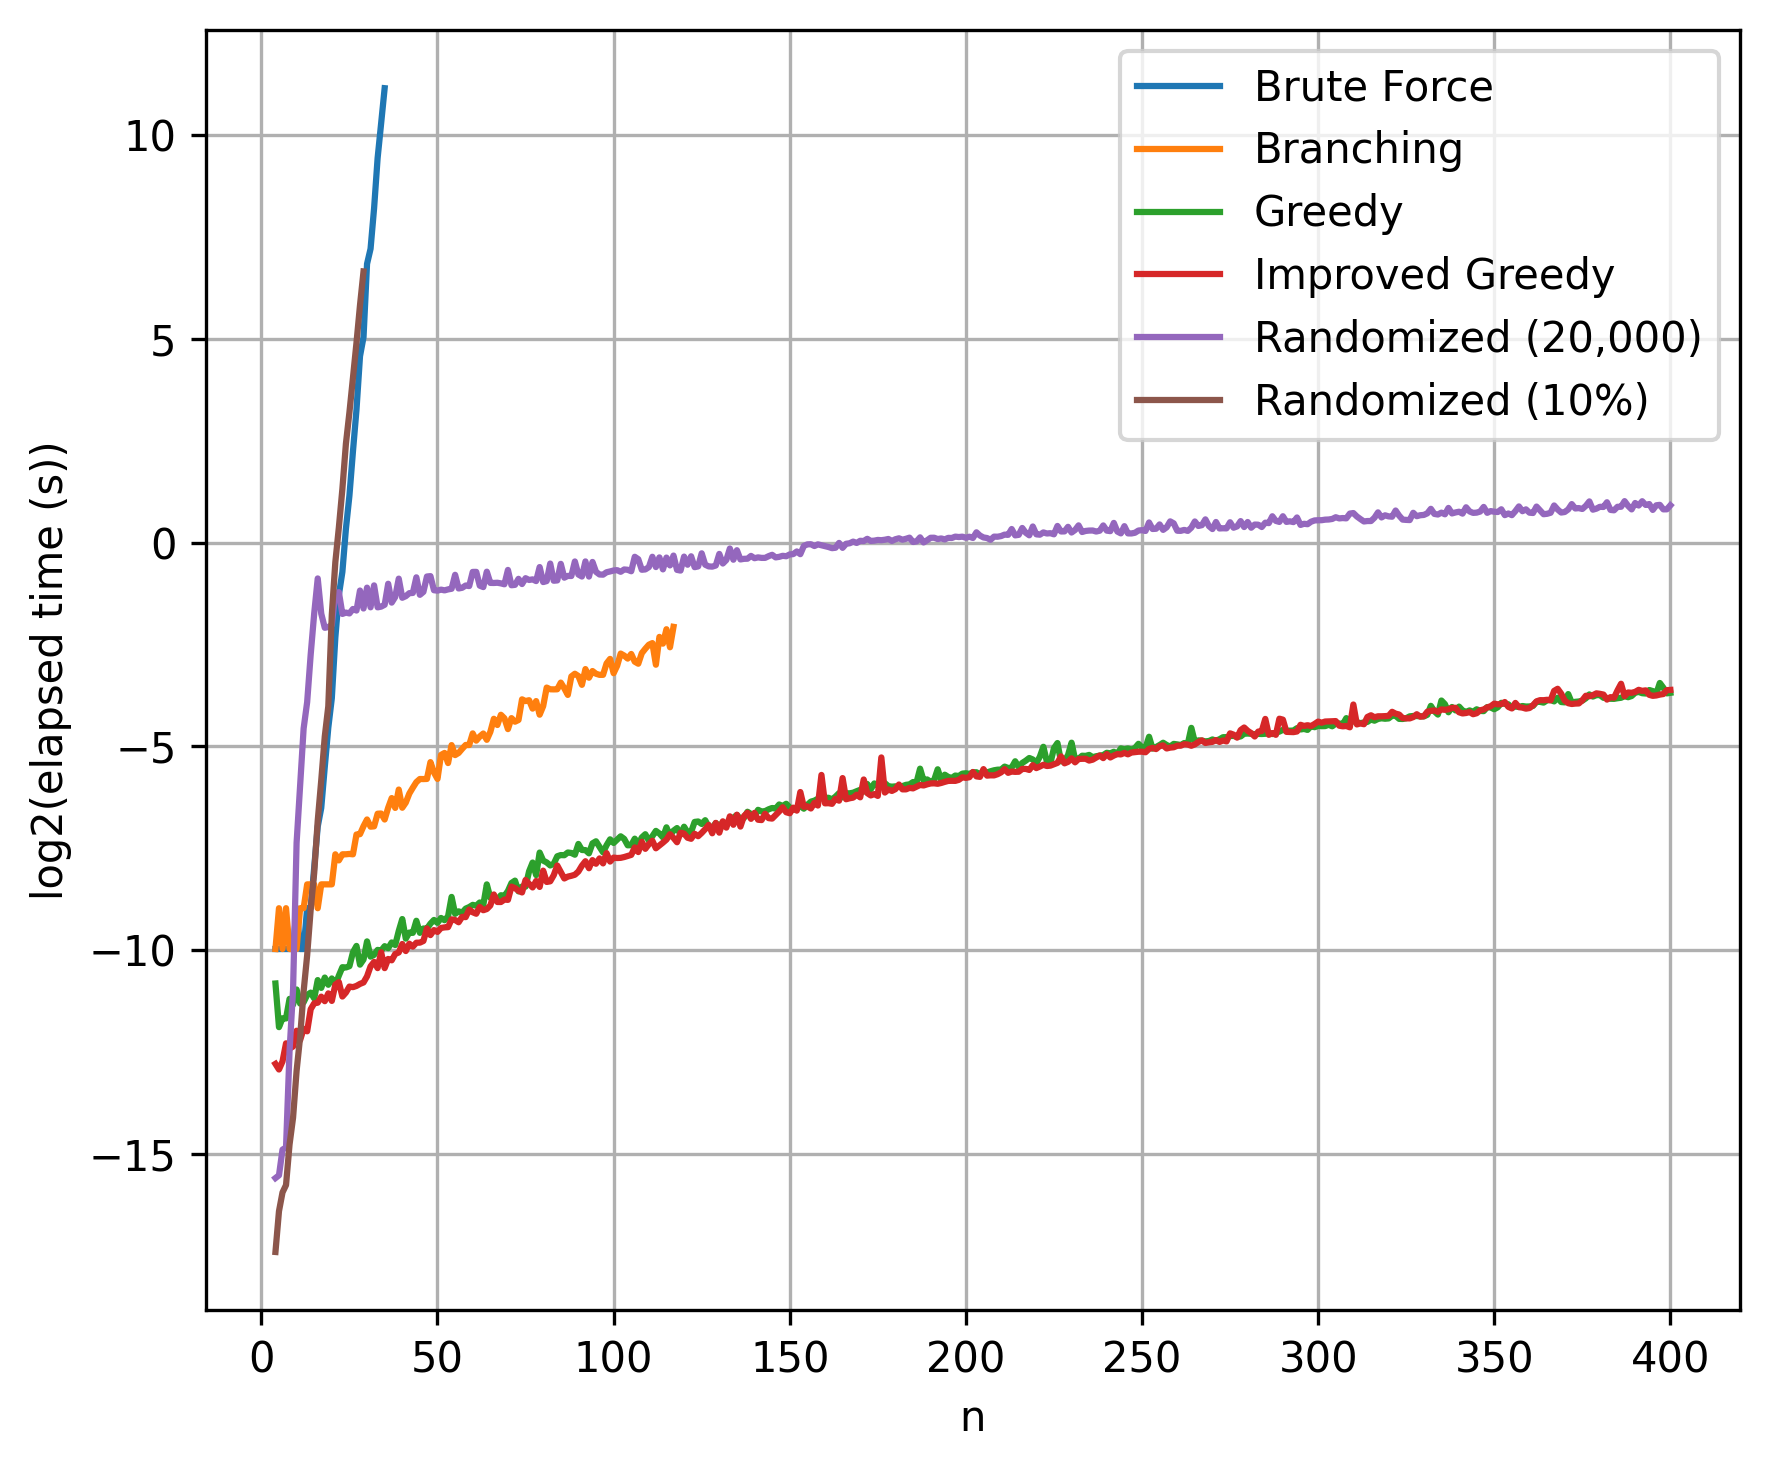 10
5
0
−5
−10
−15
log2(elapsed time (s))
Brute Force
Branching
Greedy
Improved Greedy
Randomized (20,000)
Randomized (10%)
0 50 100 150 200 250 300 350 400
n